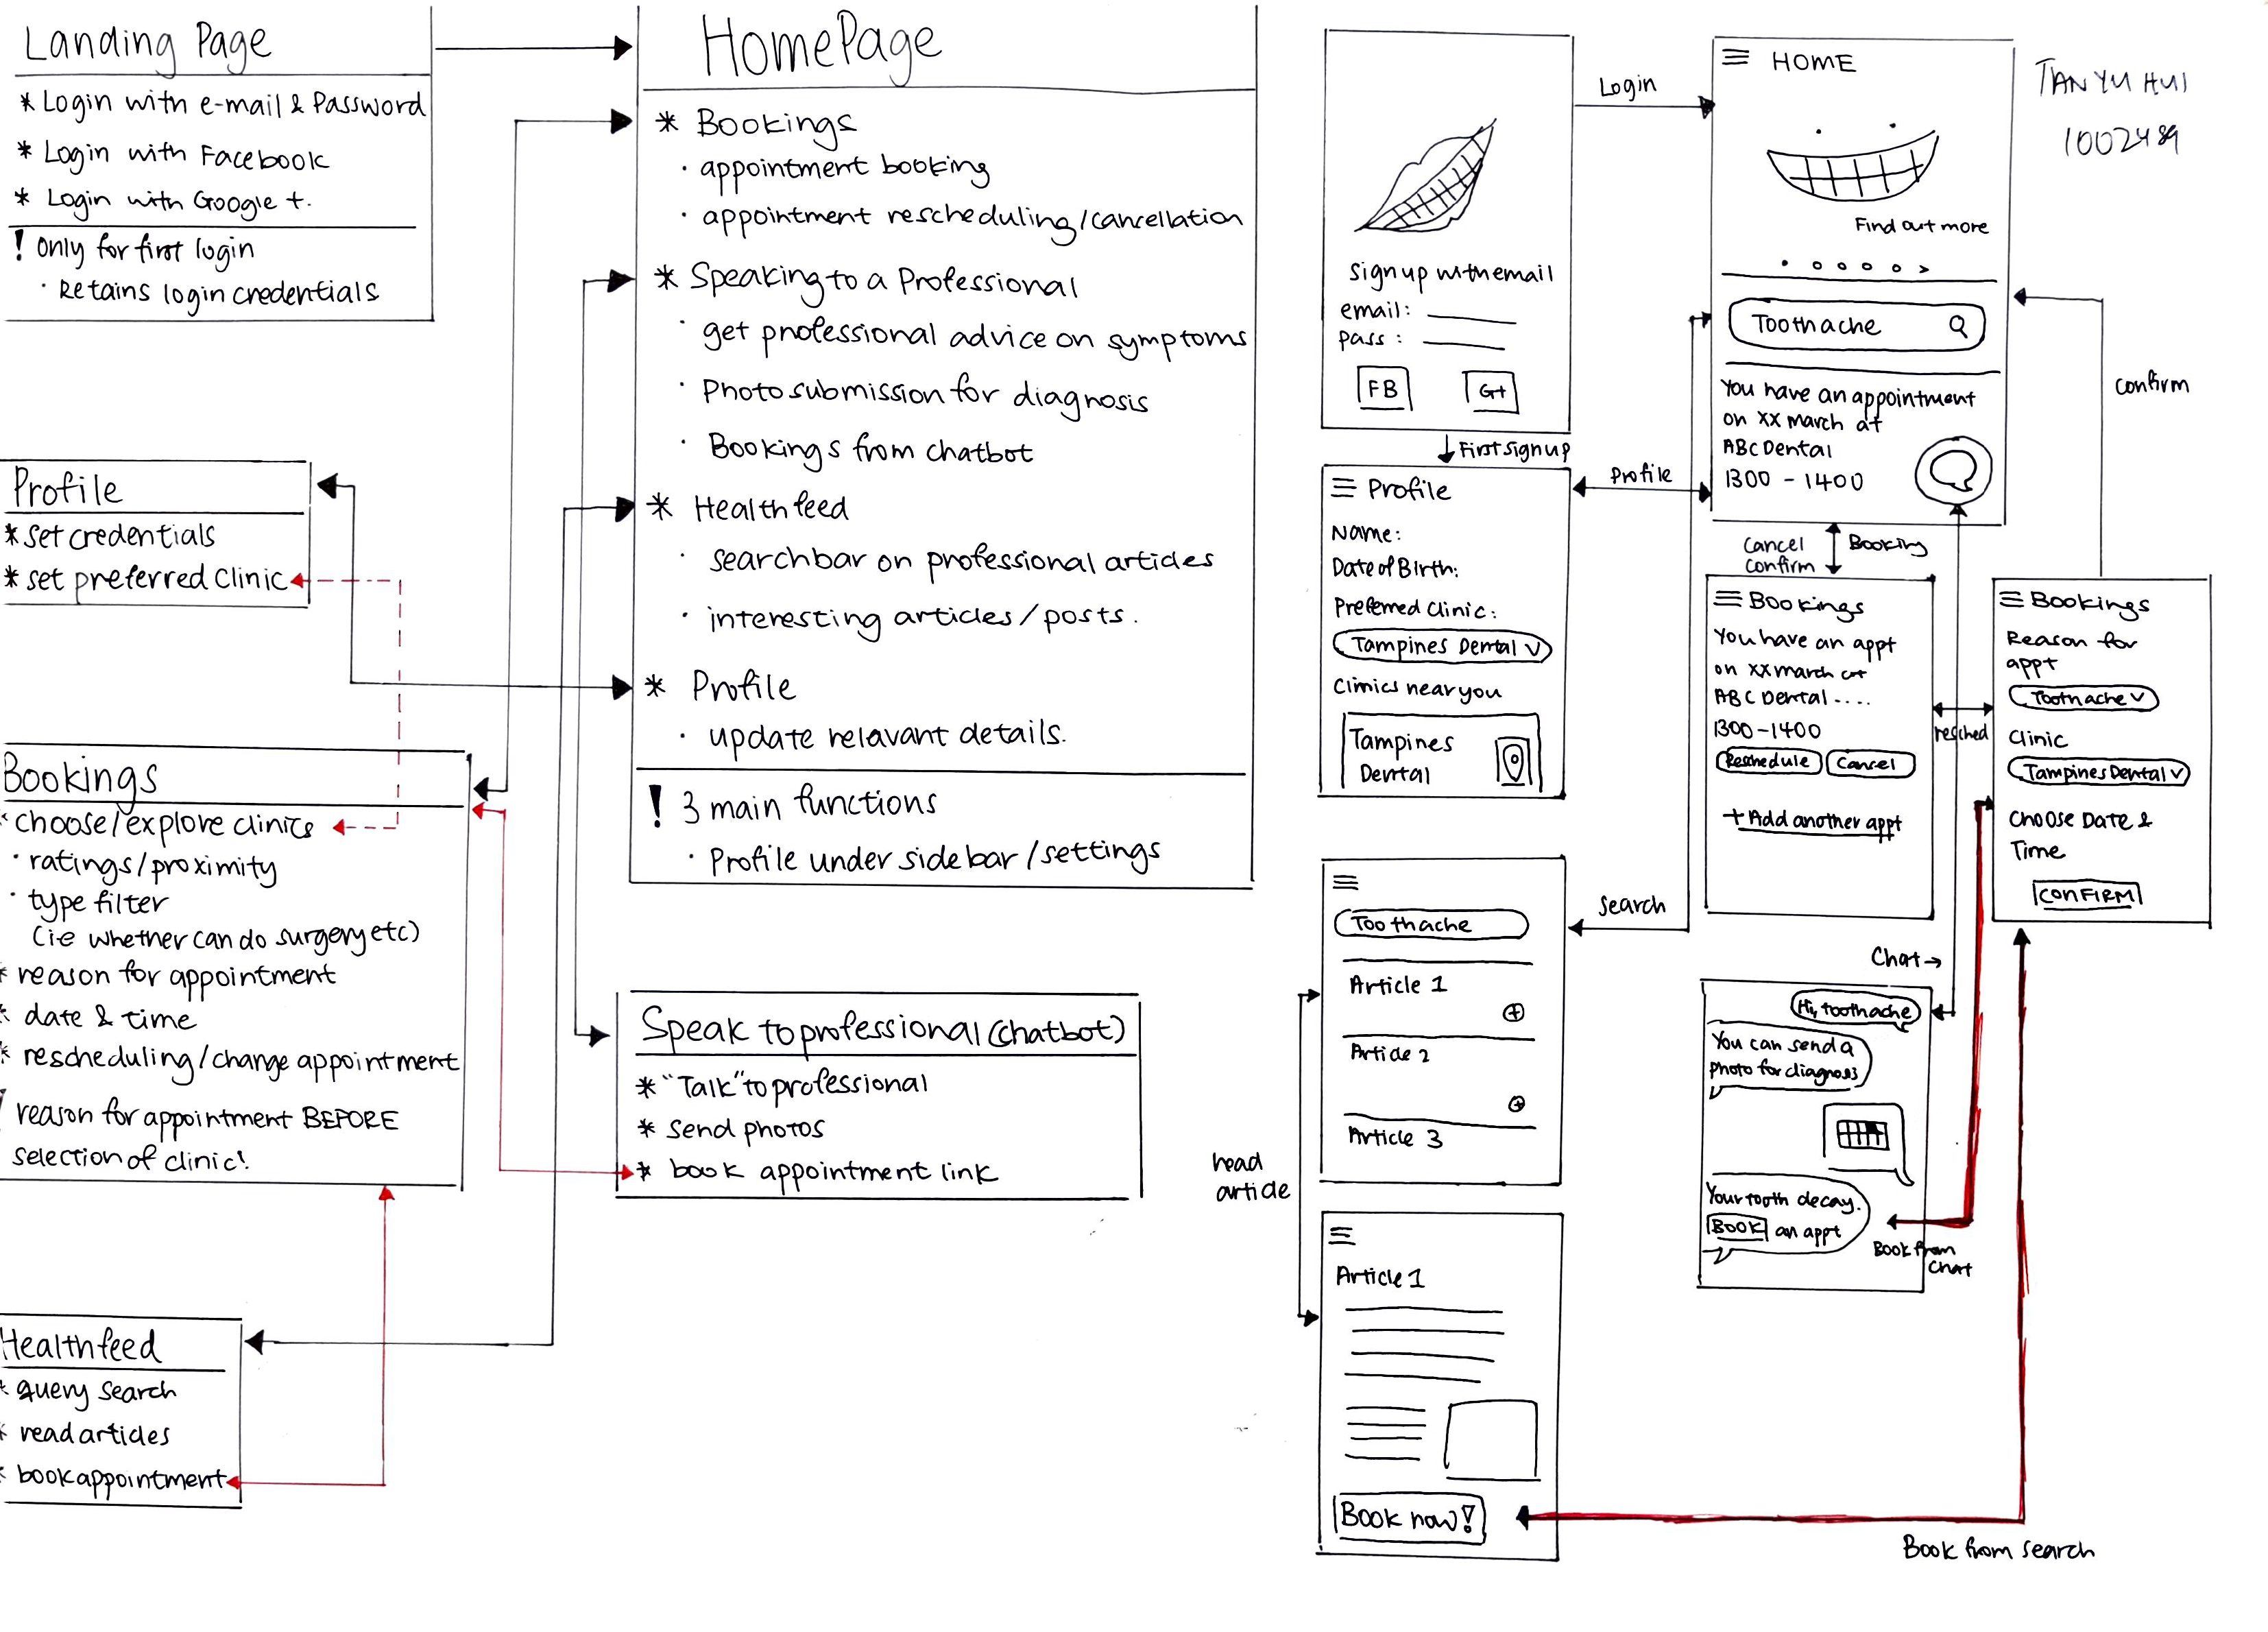 Landing Page
* Login with e-mail & Password
* Login with Facebook
* Login with Google +.
! only for first login
· Retains login credentials
Profile
* set credentials
* set preferred clinic
Bookings
* choose/explore clinics
· ratings/proximity
· type filter
(ie whether can do surgery etc)
* reason for appointment
* date & time
* rescheduling/change appointment
! reason for appointment BEFORE
selection of clinic!
Healthfeed
* query search
* read articles
* book appointment
HomePage
* Bookings
· appointment booking
· appointment rescheduling/cancellation
* Speaking to a Professional
· get professional advice on symptoms
· Photo submission for diagnosis
· Bookings from chatbot
* Healthfeed
· searchbar on professional articles
· interesting articles/posts.
* Profile
· update relavant details.
! 3 main functions
· Profile under sidebar/settings
Speak to professional (chatbot)
* "Talk" to professional
* send photos
* book appointment link
sign up with email
email:
pass:
FB
G+
Login
First sign up
Profile
Name:
Date of Birth:
Preferred clinic:
Tampines Dental v
Clinics near you
Tampines
Dental
Profile
HOME
Find out more
Toothache
You have an appointment
on xx march at
ABC Dental
1300 - 1400
TAN YU HUI
confirm
Cancel
Confirm
Booking
Bookings
You have an appt
on xx march at
ABC Dental ....
1300-1400
Reschedule
Cancel
+ Add another appt
resched
Bookings
Reason for
appt
Toothache v
Clinic
Tampines Dental v
Choose Date &
Time
CONFIRM
Search
Toothache
Article 1
Article 2
Article 3
read
article
Article 1
Book now!
Chat →
Hi, toothache
You can send a
photo for diagnosis
Your tooth decay.
BOOK an appt
Book from
chat
Book from search